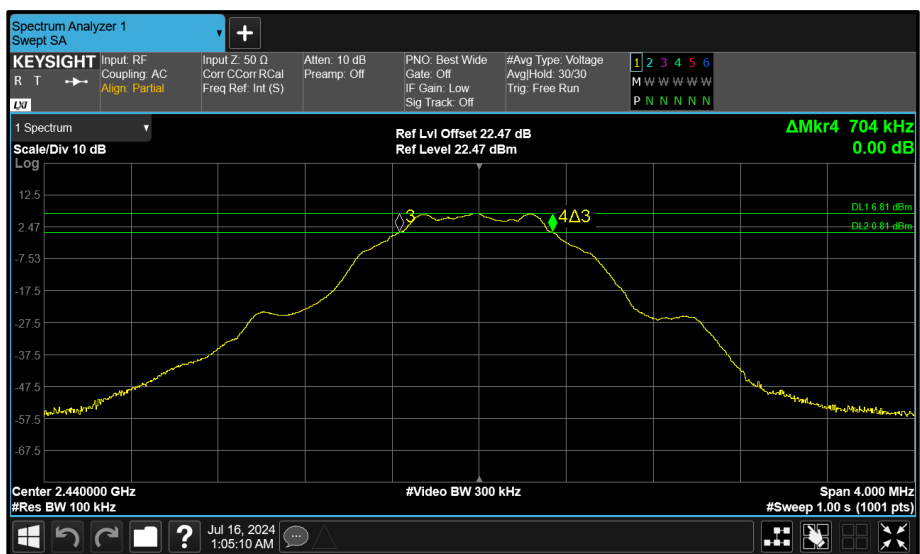 Spectrum Analyzer 1
Swept SA
+
KEYSIGHT
R T
LXI
Input: RF
Coupling: AC
Align: Partial
Input Z: 50 Ω
Corr CCorr RCal
Freq Ref: Int (S)
Atten: 10 dB
Preamp: Off
PNO: Best Wide
Gate: Off
IF Gain: Low
Sig Track: Off
#Avg Type: Voltage
Avg|Hold: 30/30
Trig: Free Run
1 2 3 4 5 6
M W W W W W
P N N N N N
1 Spectrum
Scale/Div 10 dB
Ref Lvl Offset 22.47 dB
Ref Level 22.47 dBm
ΔMkr4 704 kHz
0.00 dB
Log
12.5
2.47
-7.53
-17.5
-27.5
-37.5
-47.5
-57.5
-67.5
3
4Δ3
DL1 6.81 dBm
DL2 0.81 dBm
Center 2.440000 GHz
#Res BW 100 kHz
#Video BW 300 kHz
Span 4.000 MHz
#Sweep 1.00 s (1001 pts)
?
Jul 16, 2024
1:05:10 AM